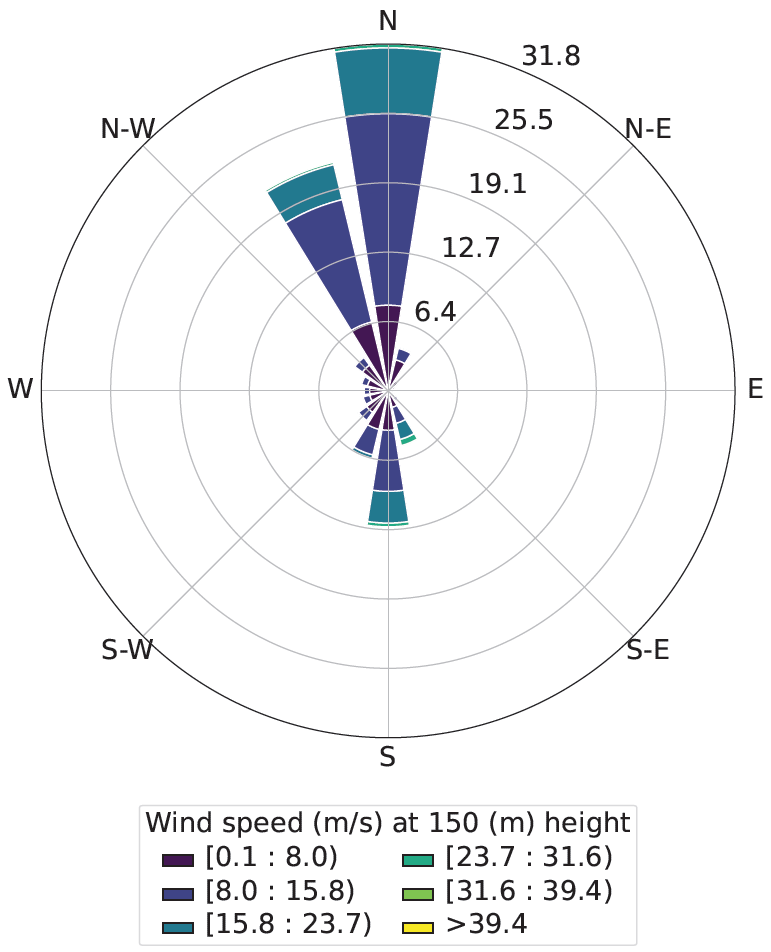 N
31.8
25.5
N-W
N-E
19.1
12.7
6.4
W
E
S-W
S-E
S
Wind speed (m/s) at 150 (m) height
[0.1 : 8.0)
[23.7 : 31.6)
[8.0 : 15.8)
[31.6 : 39.4)
[15.8 : 23.7)
>39.4